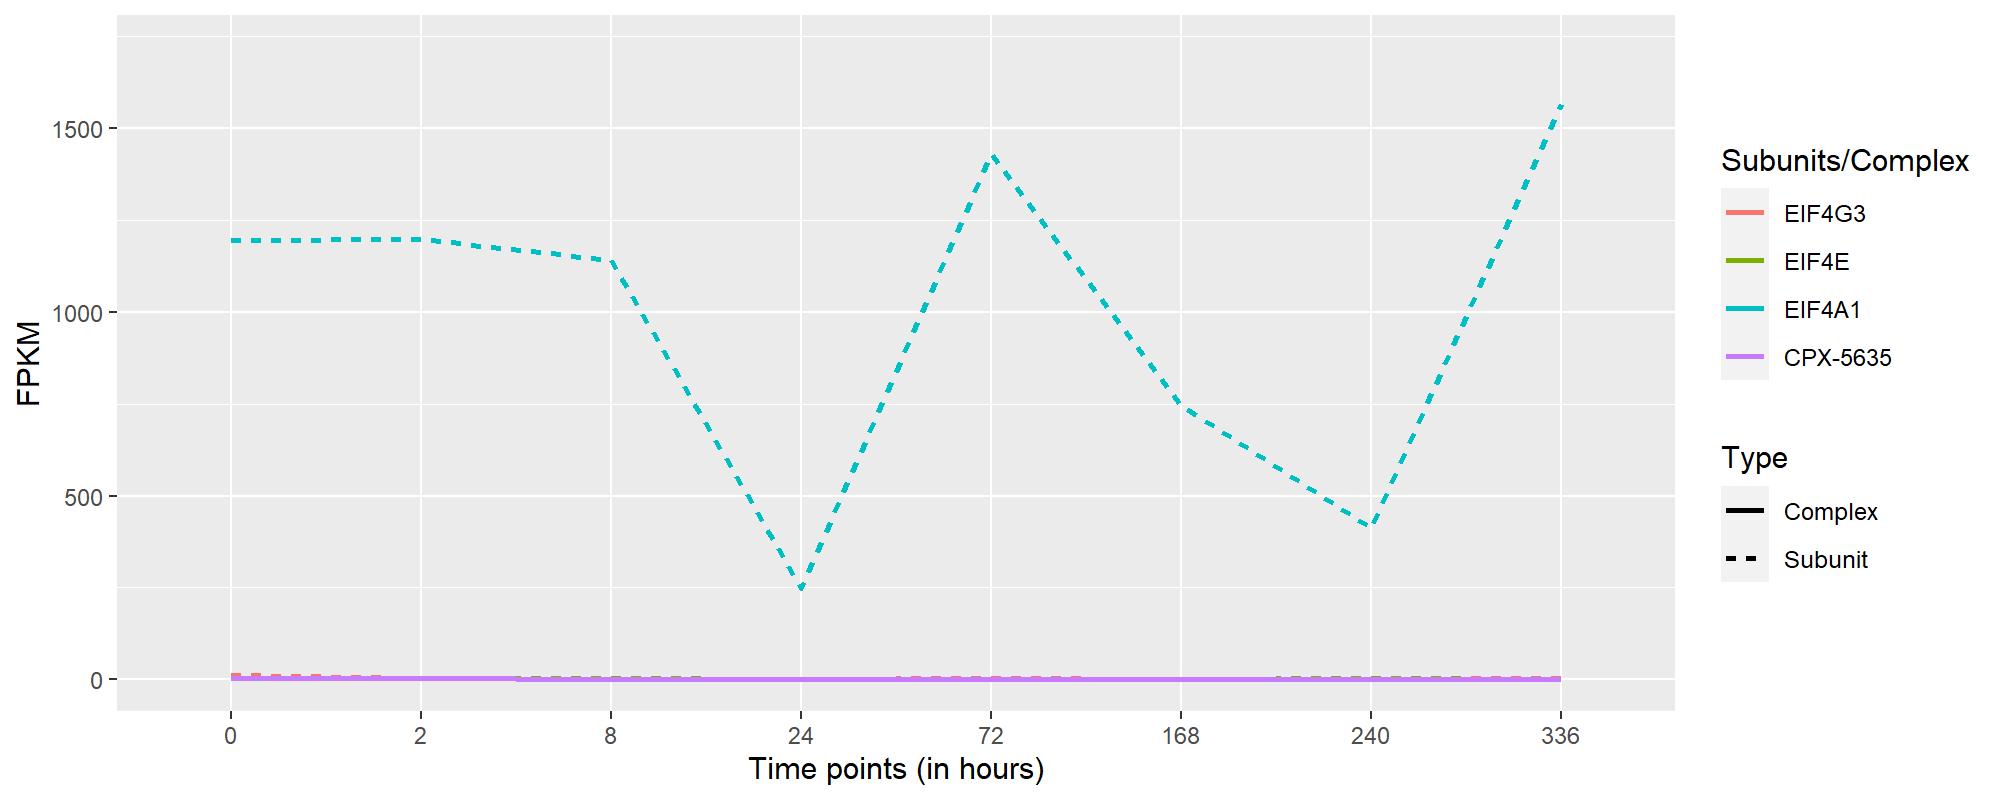 1500
1000
500
0
FPKM
0 2 8 24 72 168 240 336
Time points (in hours)
Subunits/Complex
EIF4G3
EIF4E
EIF4A1
CPX-5635
Type
Complex
Subunit